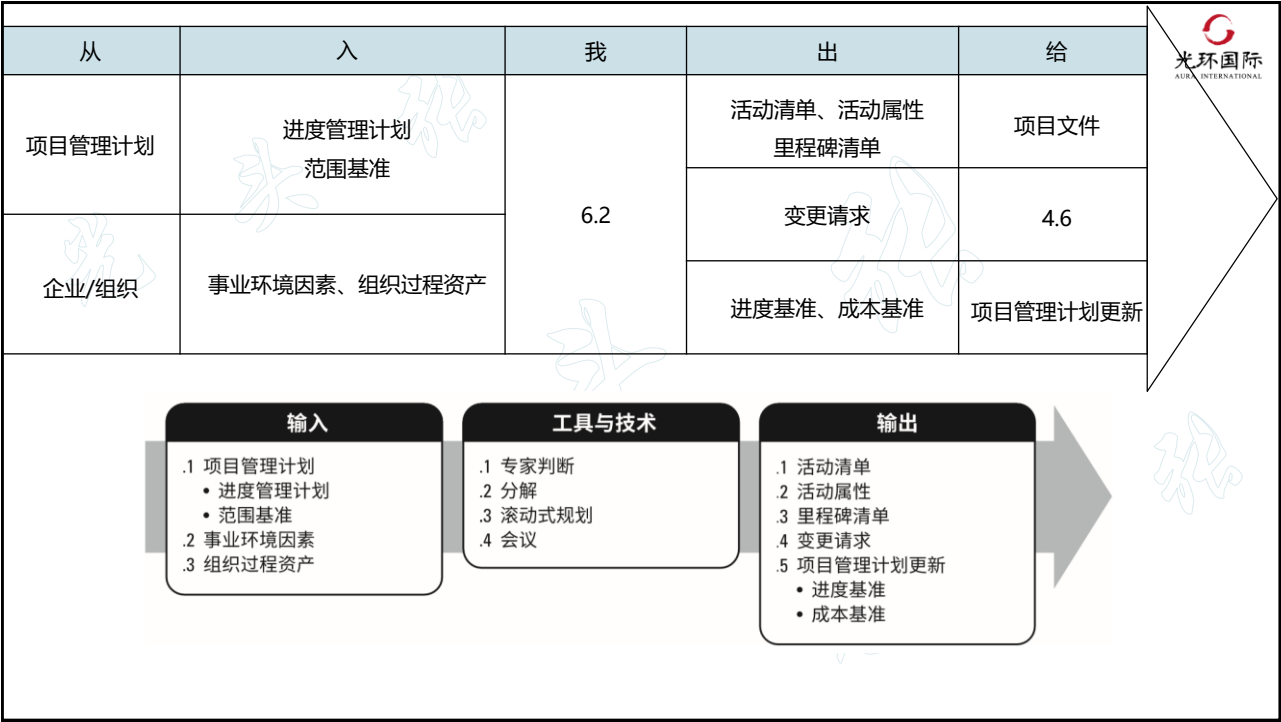 从 入 我 出 给
光环国际
AURA INTERNATIONAL
项目管理计划
进度管理计划
范围基准
6.2
活动清单、活动属性
里程碑清单
项目文件
变更请求
4.6
企业/组织
事业环境因素、组织过程资产
进度基准、成本基准
项目管理计划更新
输入
.1 项目管理计划
• 进度管理计划
• 范围基准
.2 事业环境因素
.3 组织过程资产
工具与技术
.1 专家判断
.2 分解
.3 滚动式规划
.4 会议
输出
.1 活动清单
.2 活动属性
.3 里程碑清单
.4 变更请求
.5 项目管理计划更新
• 进度基准
• 成本基准